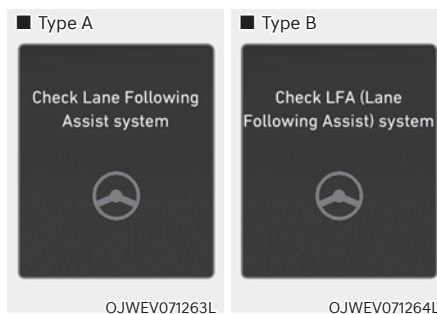 ■ Type A
Check Lane Following
Assist system
OJWEV071263L
■ Type B
Check LFA (Lane
Following Assist) system
OJWEV071264L